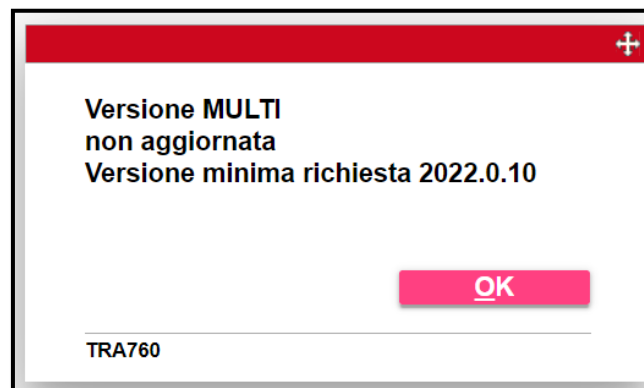 Versione MULTI
non aggiornata
Versione minima richiesta 2022.0.10
OK
TRA760